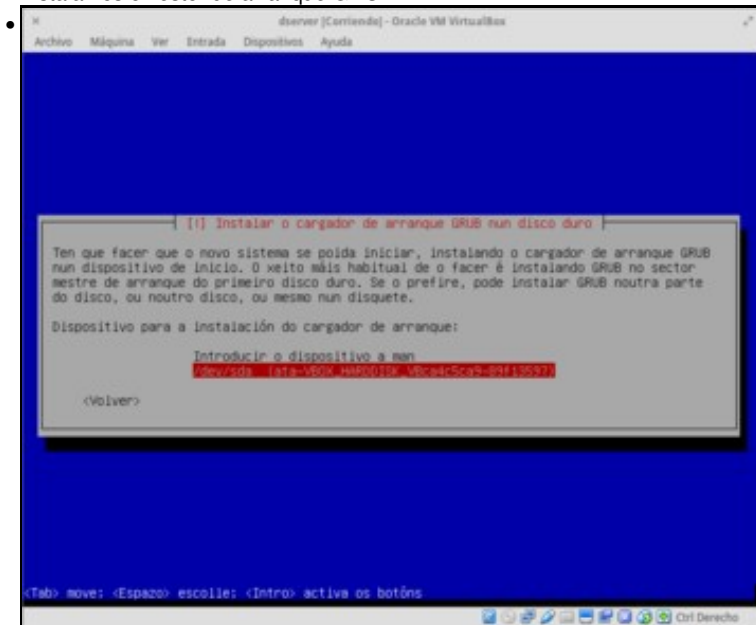 dserver [Corriendo] - Oracle VM VirtualBox
Archivo Máquina Ver Entrada Dispositivos Ayuda
[!] Instalar o cargador de arranque GRUB nun disco duro
Ten que facer que o novo sistema se poida iniciar, instalando o cargador de arranque GRUB
nun dispositivo de inicio. O xeito máis habitual de o facer é instalando GRUB no sector
mestre de arranque do primeiro disco duro. Se o prefire, pode instalar GRUB noutra parte
do disco, ou noutro disco, ou mesmo nun disquete.
Dispositivo para a instalación do cargador de arranque:
Introducir o dispositivo a man
/dev/sda (ata-VBOX_HARDDISK_VBca4c5ca9-89f13597)
<Volver>
<Tab> move; <Espazo> escolle; <Intro> activa os botóns
Ctrl Derecho